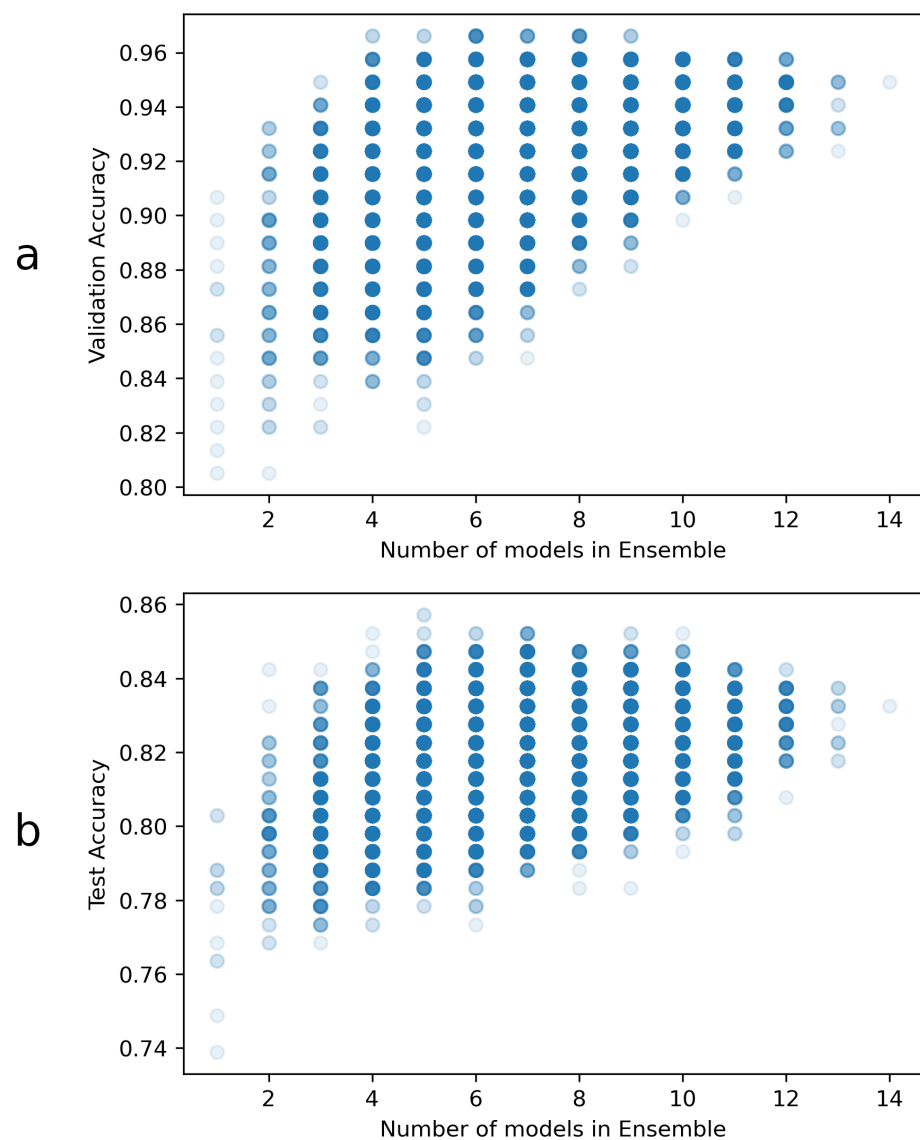 a
Validation Accuracy
0.96
0.94
0.92
0.90
0.88
0.86
0.84
0.82
0.80
2 4 6 8 10 12 14
Number of models in Ensemble
b
Test Accuracy
0.86
0.84
0.82
0.80
0.78
0.76
0.74
2 4 6 8 10 12 14
Number of models in Ensemble